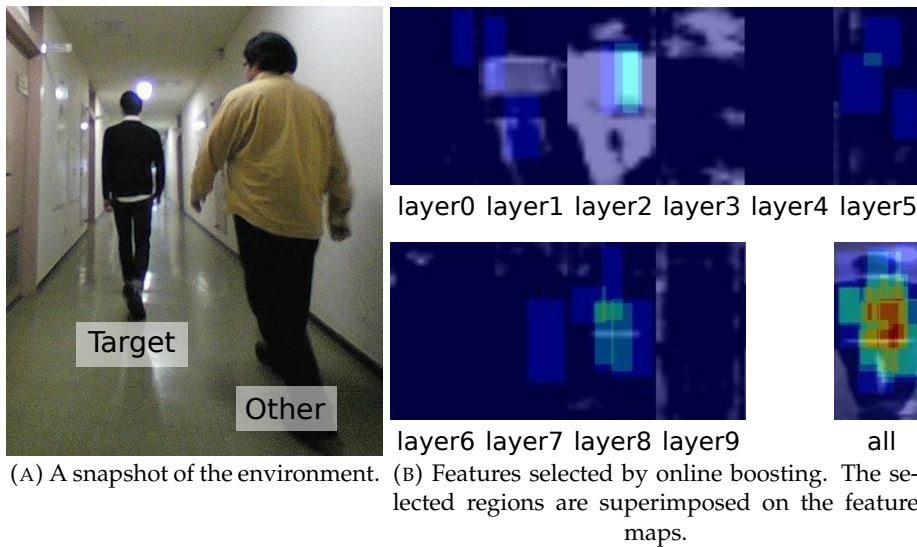 Target
Other
(A) A snapshot of the environment.
layer0 layer1 layer2 layer3 layer4 layer5
layer6 layer7 layer8 layer9 all
(B) Features selected by online boosting. The se-
lected regions are superimposed on the feature
maps.